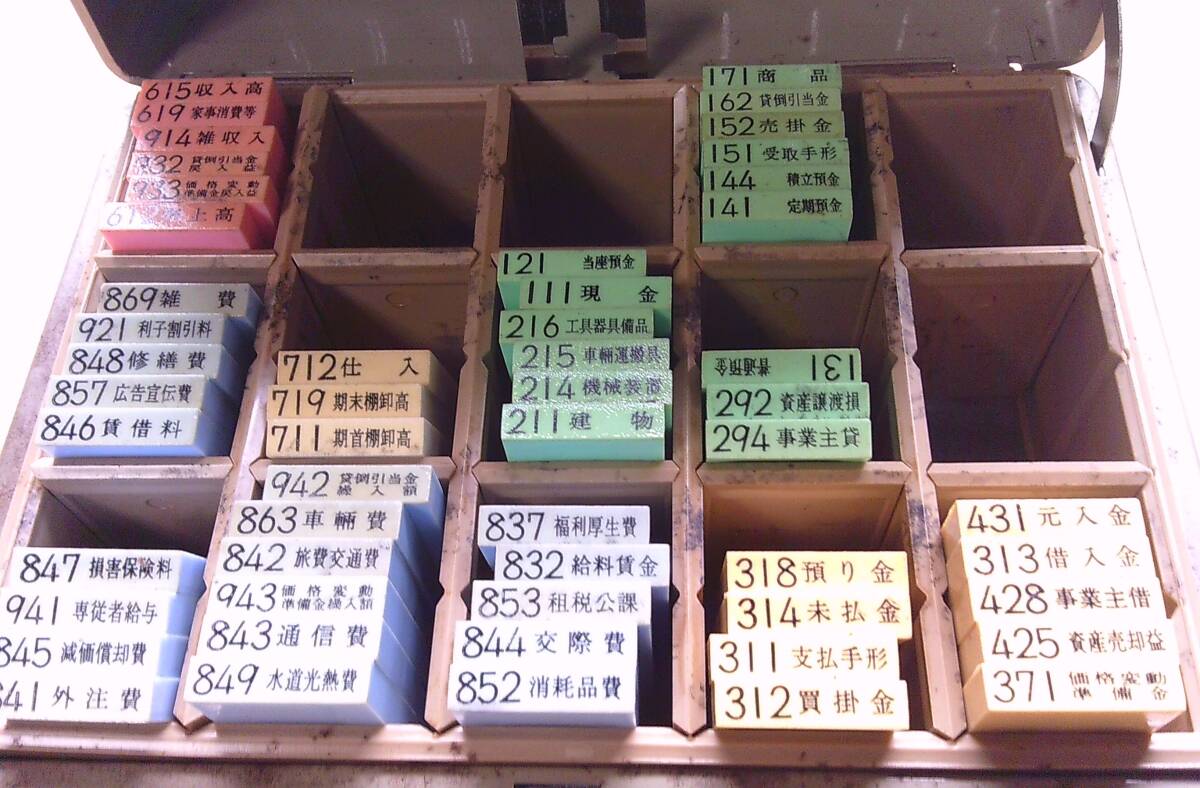 615 収入高
619 家事消費等
914 雑収入
932 貸倒引当金
戻入益
933 価格変動
準備金戻入益
上高
171 商品
162 貸倒引当金
152 売掛金
151 受取手形
144 積立預金
141 定期預金
869 雑費
921 利子割引料
848 修繕費
857 広告宣伝費
846 賃借料
712 仕入
719 期末棚卸高
711 期首棚卸高
121 当座預金
111 現金
216 工具器具備品
215 車輌運搬具
214 機械装置
211 建物
131 普通預金
292 資産譲渡損
294 事業主貸
847 損害保険料
941 専従者給与
845 減価償却費
841 外注費
942 貸倒引当金
繰入額
863 車輌費
842 旅費交通費
943 価格変動
準備金繰入額
843 通信費
849 水道光熱費
837 福利厚生費
832 給料賃金
853 租税公課
844 交際費
852 消耗品費
318 預り金
314 未払金
311 支払手形
312 買掛金
431 元入金
313 借入金
428 事業主借
425 資産売却益
371 価格変動
準備金